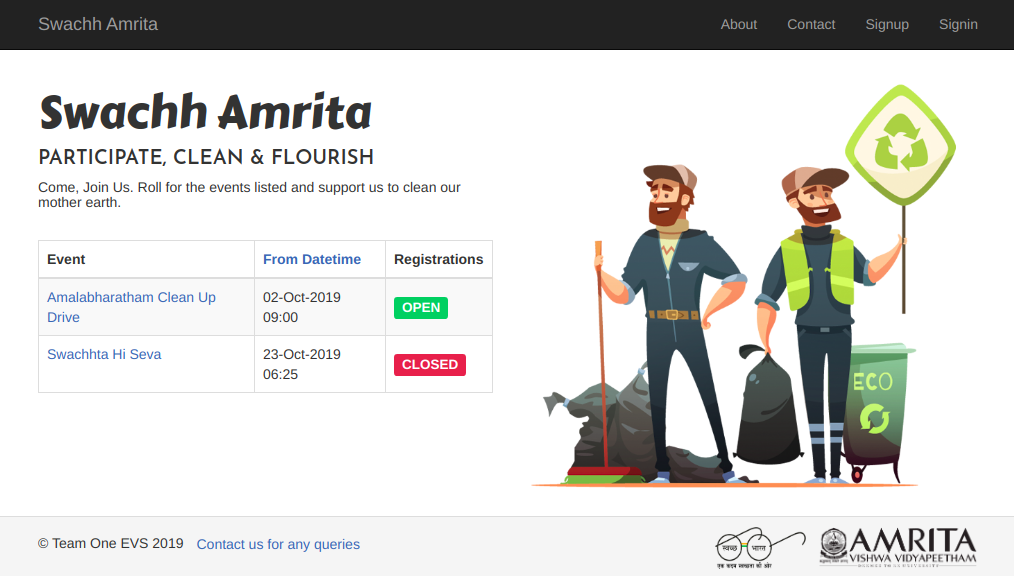 Swachh Amrita
About Contact Signup Signin
Swachh Amrita
PARTICIPATE, CLEAN & FLOURISH
Come, Join Us. Roll for the events listed and support us to clean our
mother earth.
Event From Datetime Registrations
Amalabharatham Clean Up
Drive
02-Oct-2019
09:00
OPEN
Swachhta Hi Seva
23-Oct-2019
06:25
CLOSED
ECO
© Team One EVS 2019 Contact us for any queries
स्वच्छ भारत
एक कदम स्वच्छता की ओर
AMRITA
VISHWA VIDYAPEETHAM